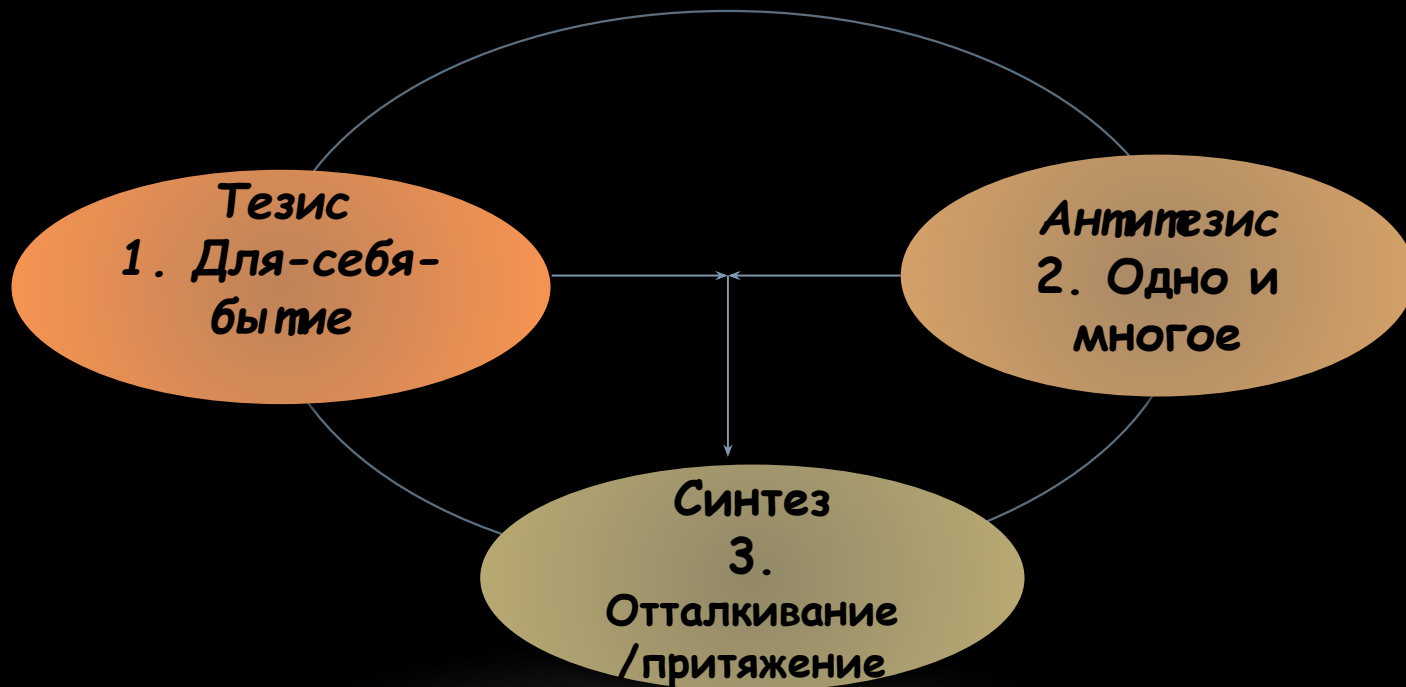 Тезис
1. Для-себя-
бытие
Антитезис
2. Одно и
многое
Синтез
3.
Отталкивание
/притяжение